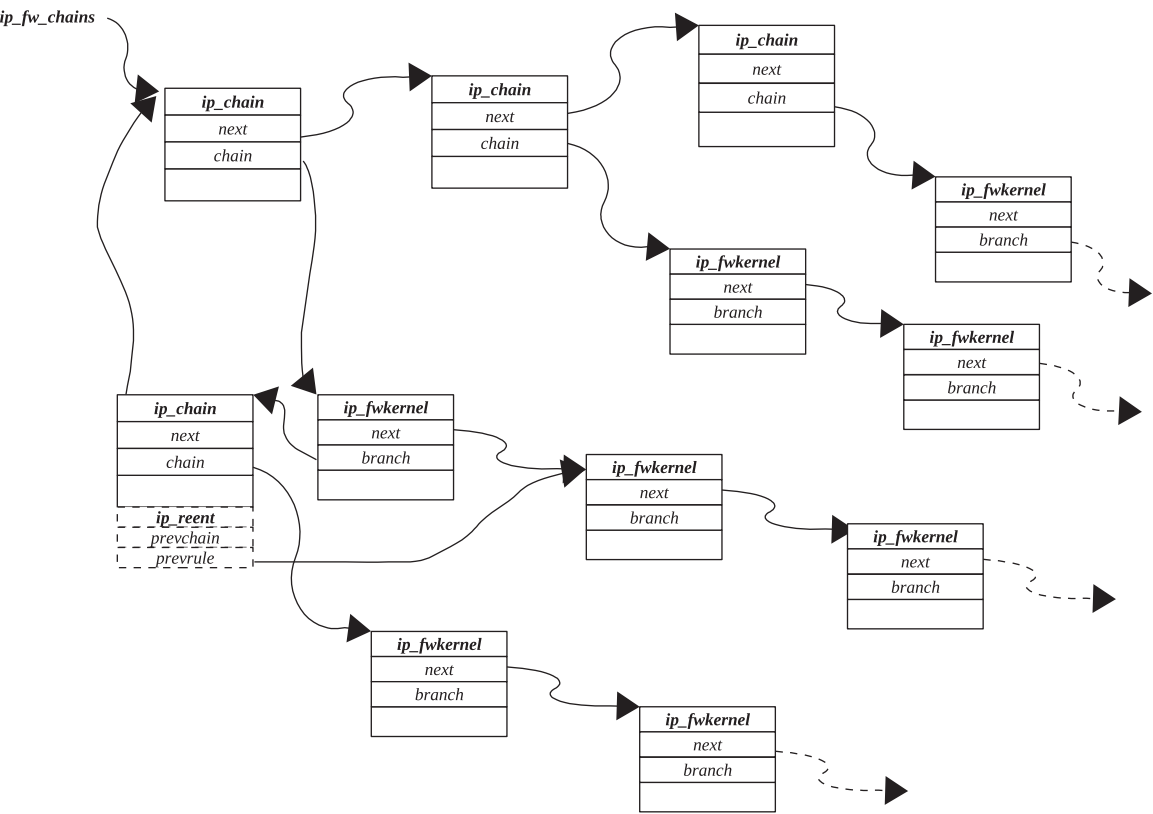 ip_fw_chains
ip_chain
next
chain
ip_chain
next
chain
ip_chain
next
chain
ip_fwkernel
next
branch
ip_fwkernel
next
branch
ip_fwkernel
next
branch
ip_chain
next
chain
ip_reent
prevchain
prevrule
ip_fwkernel
next
branch
ip_fwkernel
next
branch
ip_fwkernel
next
branch
ip_fwkernel
next
branch
ip_fwkernel
next
branch